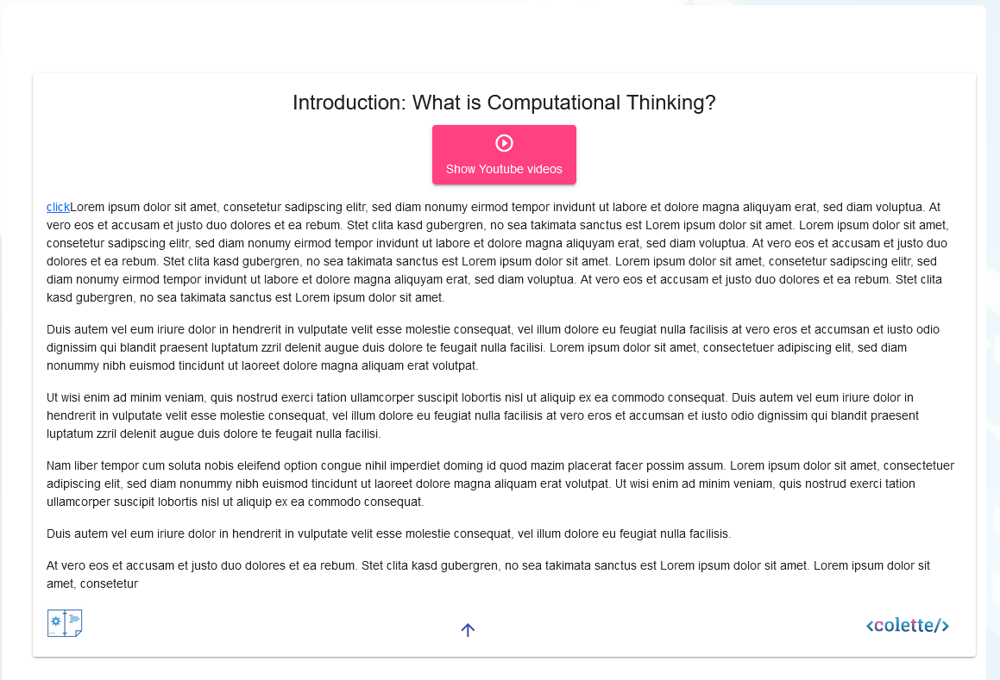 Introduction: What is Computational Thinking?
Show Youtube videos
clickLorem ipsum dolor sit amet, consetetur sadipscing elitr, sed diam nonumy eirmod tempor invidunt ut labore et dolore magna aliquyam erat, sed diam voluptua. At
vero eos et accusam et justo duo dolores et ea rebum. Stet clita kasd gubergren, no sea takimata sanctus est Lorem ipsum dolor sit amet. Lorem ipsum dolor sit amet,
consetetur sadipscing elitr, sed diam nonumy eirmod tempor invidunt ut labore et dolore magna aliquyam erat, sed diam voluptua. At vero eos et accusam et justo duo
dolores et ea rebum. Stet clita kasd gubergren, no sea takimata sanctus est Lorem ipsum dolor sit amet. Lorem ipsum dolor sit amet, consetetur sadipscing elitr, sed
diam nonumy eirmod tempor invidunt ut labore et dolore magna aliquyam erat, sed diam voluptua. At vero eos et accusam et justo duo dolores et ea rebum. Stet clita
kasd gubergren, no sea takimata sanctus est Lorem ipsum dolor sit amet.
Duis autem vel eum iriure dolor in hendrerit in vulputate velit esse molestie consequat, vel illum dolore eu feugiat nulla facilisis at vero eros et accumsan et iusto odio
dignissim qui blandit praesent luptatum zzril delenit augue duis dolore te feugait nulla facilisi. Lorem ipsum dolor sit amet, consectetuer adipiscing elit, sed diam
nonummy nibh euismod tincidunt ut laoreet dolore magna aliquam erat volutpat.
Ut wisi enim ad minim veniam, quis nostrud exerci tation ullamcorper suscipit lobortis nisl ut aliquip ex ea commodo consequat. Duis autem vel eum iriure dolor in
hendrerit in vulputate velit esse molestie consequat, vel illum dolore eu feugiat nulla facilisis at vero eros et accumsan et iusto odio dignissim qui blandit praesent
luptatum zzril delenit augue duis dolore te feugait nulla facilisi.
Nam liber tempor cum soluta nobis eleifend option congue nihil imperdiet doming id quod mazim placerat facer possim assum. Lorem ipsum dolor sit amet, consectetuer
adipiscing elit, sed diam nonummy nibh euismod tincidunt ut laoreet dolore magna aliquam erat volutpat. Ut wisi enim ad minim veniam, quis nostrud exerci tation
ullamcorper suscipit lobortis nisl ut aliquip ex ea commodo consequat.
Duis autem vel eum iriure dolor in hendrerit in vulputate velit esse molestie consequat, vel illum dolore eu feugiat nulla facilisis.
At vero eos et accusam et justo duo dolores et ea rebum. Stet clita kasd gubergren, no sea takimata sanctus est Lorem ipsum dolor sit amet. Lorem ipsum dolor sit
amet, consetetur
<colette/>